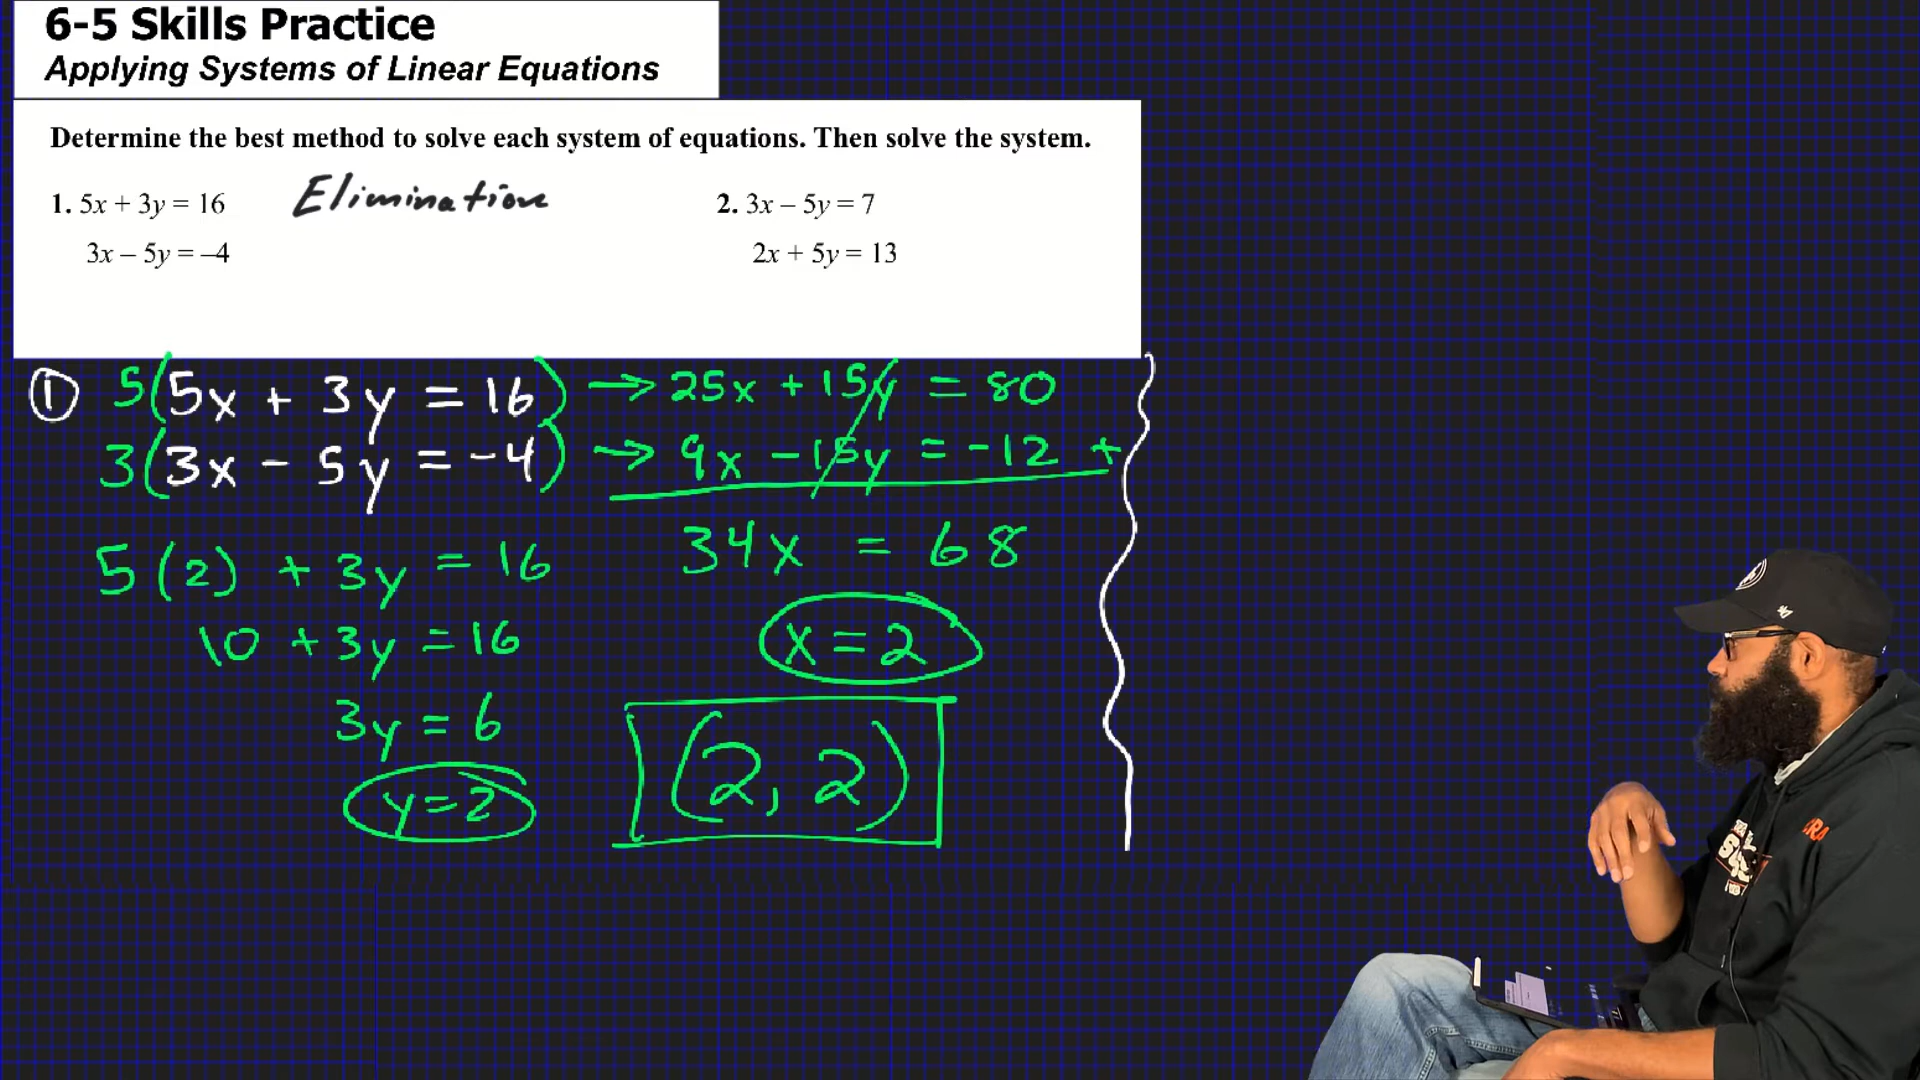 6-5 Skills Practice
Applying Systems of Linear Equations
Determine the best method to solve each system of equations. Then solve the system.
1. 5x + 3y = 16 Elimination 2. 3x – 5y = 7
3x – 5y = –4 2x + 5y = 13
① 5(5x + 3y = 16) → 25x + 15y = 80
3(3x - 5y = -4) → 9x - 15y = -12 +
5(2) + 3y = 16 34x = 68
10 + 3y = 16 x = 2
3y = 6
y = 2 (2, 2)